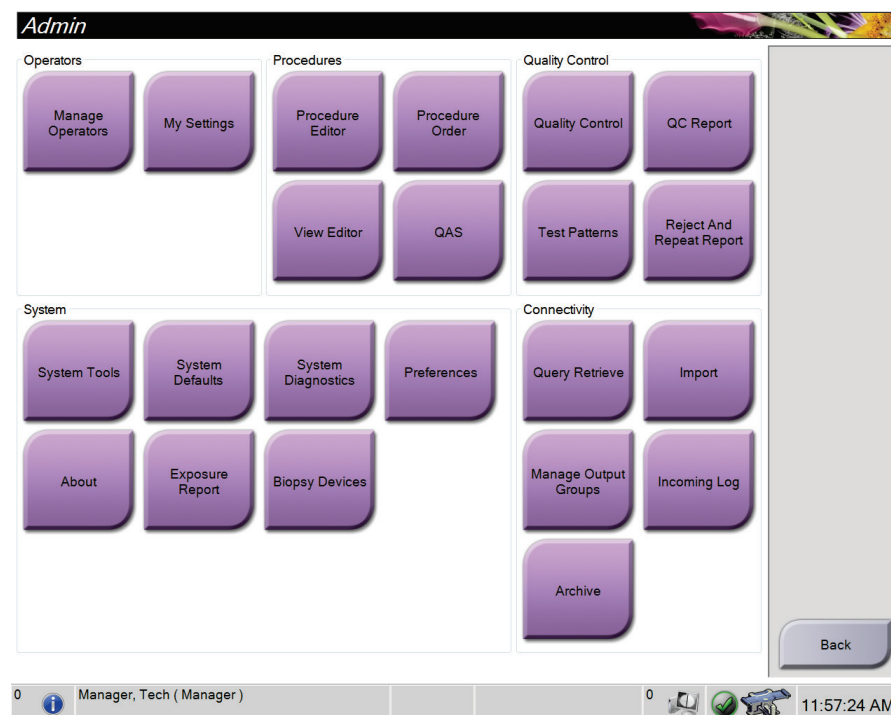 Admin
Operators
Manage
Operators
My Settings
Procedures
Procedure
Editor
Procedure
Order
View Editor
QAS
Quality Control
Quality Control
QC Report
Test Patterns
Reject And
Repeat Report
System
System Tools
System
Defaults
System
Diagnostics
Preferences
About
Exposure
Report
Biopsy Devices
Connectivity
Query Retrieve
Import
Manage Output
Groups
Incoming Log
Archive
Back
0
Manager, Tech ( Manager )
0
11:57:24 AM